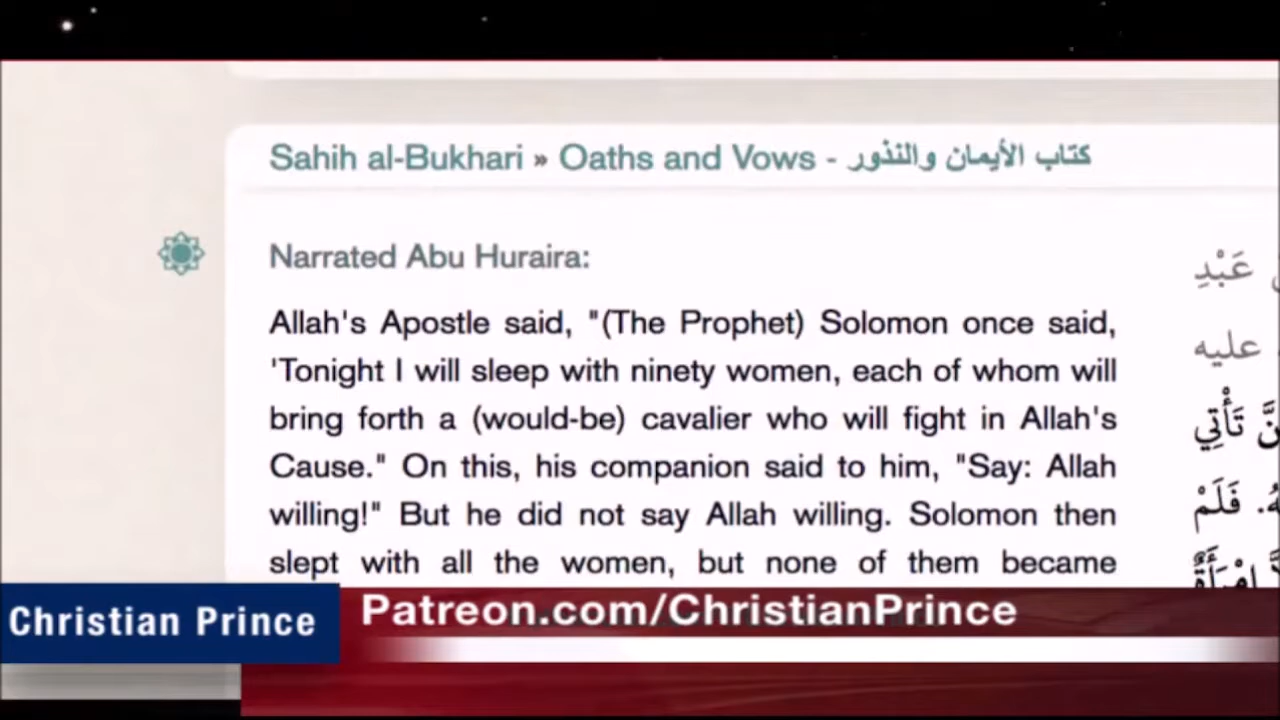 Sahih al-Bukhari » Oaths and Vows - كتاب الأيمان والنذور
Narrated Abu Huraira:
عَبْدِ
Allah's Apostle said, "(The Prophet) Solomon once said,
عليه
'Tonight I will sleep with ninety women, each of whom will
bring forth a (would-be) cavalier who will fight in Allah's
تَأْتِي
Cause." On this, his companion said to him, "Say: Allah
willing!" But he did not say Allah willing. Solomon then
فَلَمْ
slept with all the women, but none of them became
Christian Prince
Patreon.com/ChristianPrince